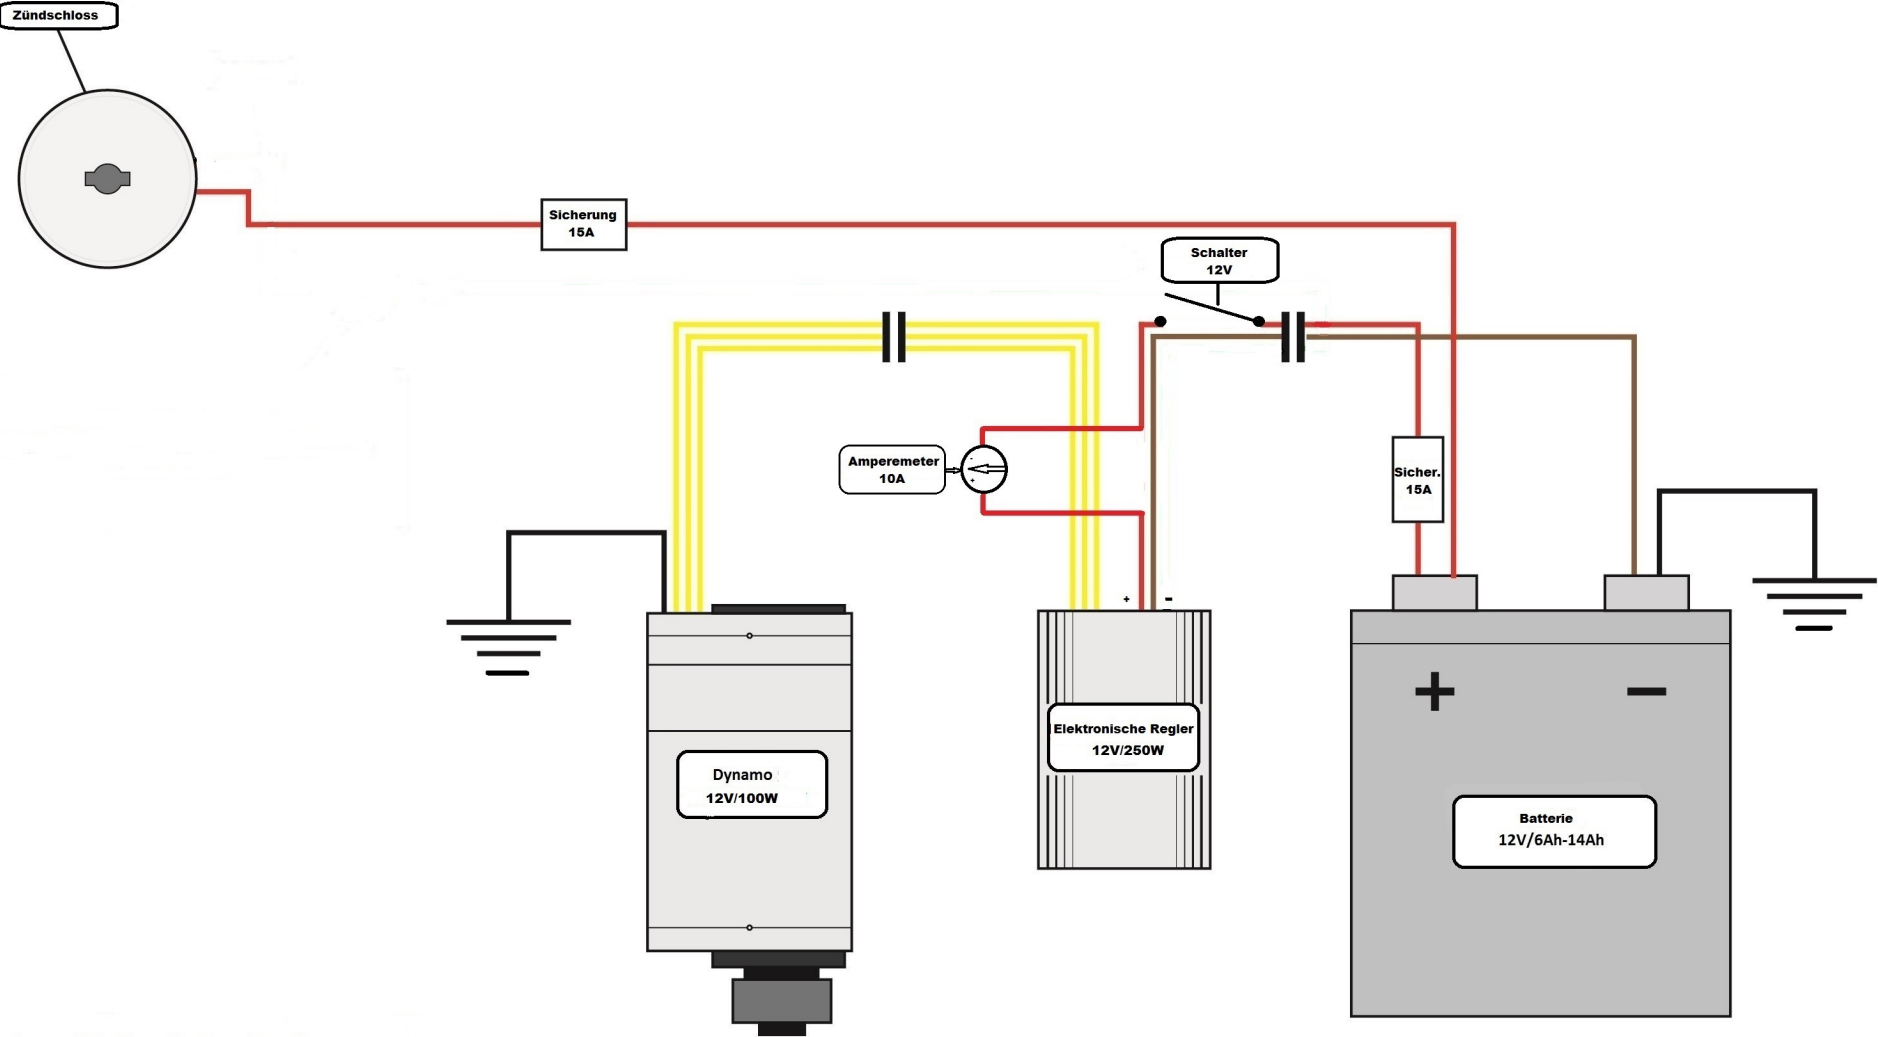 Zündschloss
Sicherung
15A
Schalter
12V
Amperemeter
10A
-
+
Sicher.
15A
+
-
Elektronische Regler
12V/250W
Dynamo
12V/100W
+
-
Batterie
12V/6Ah-14Ah